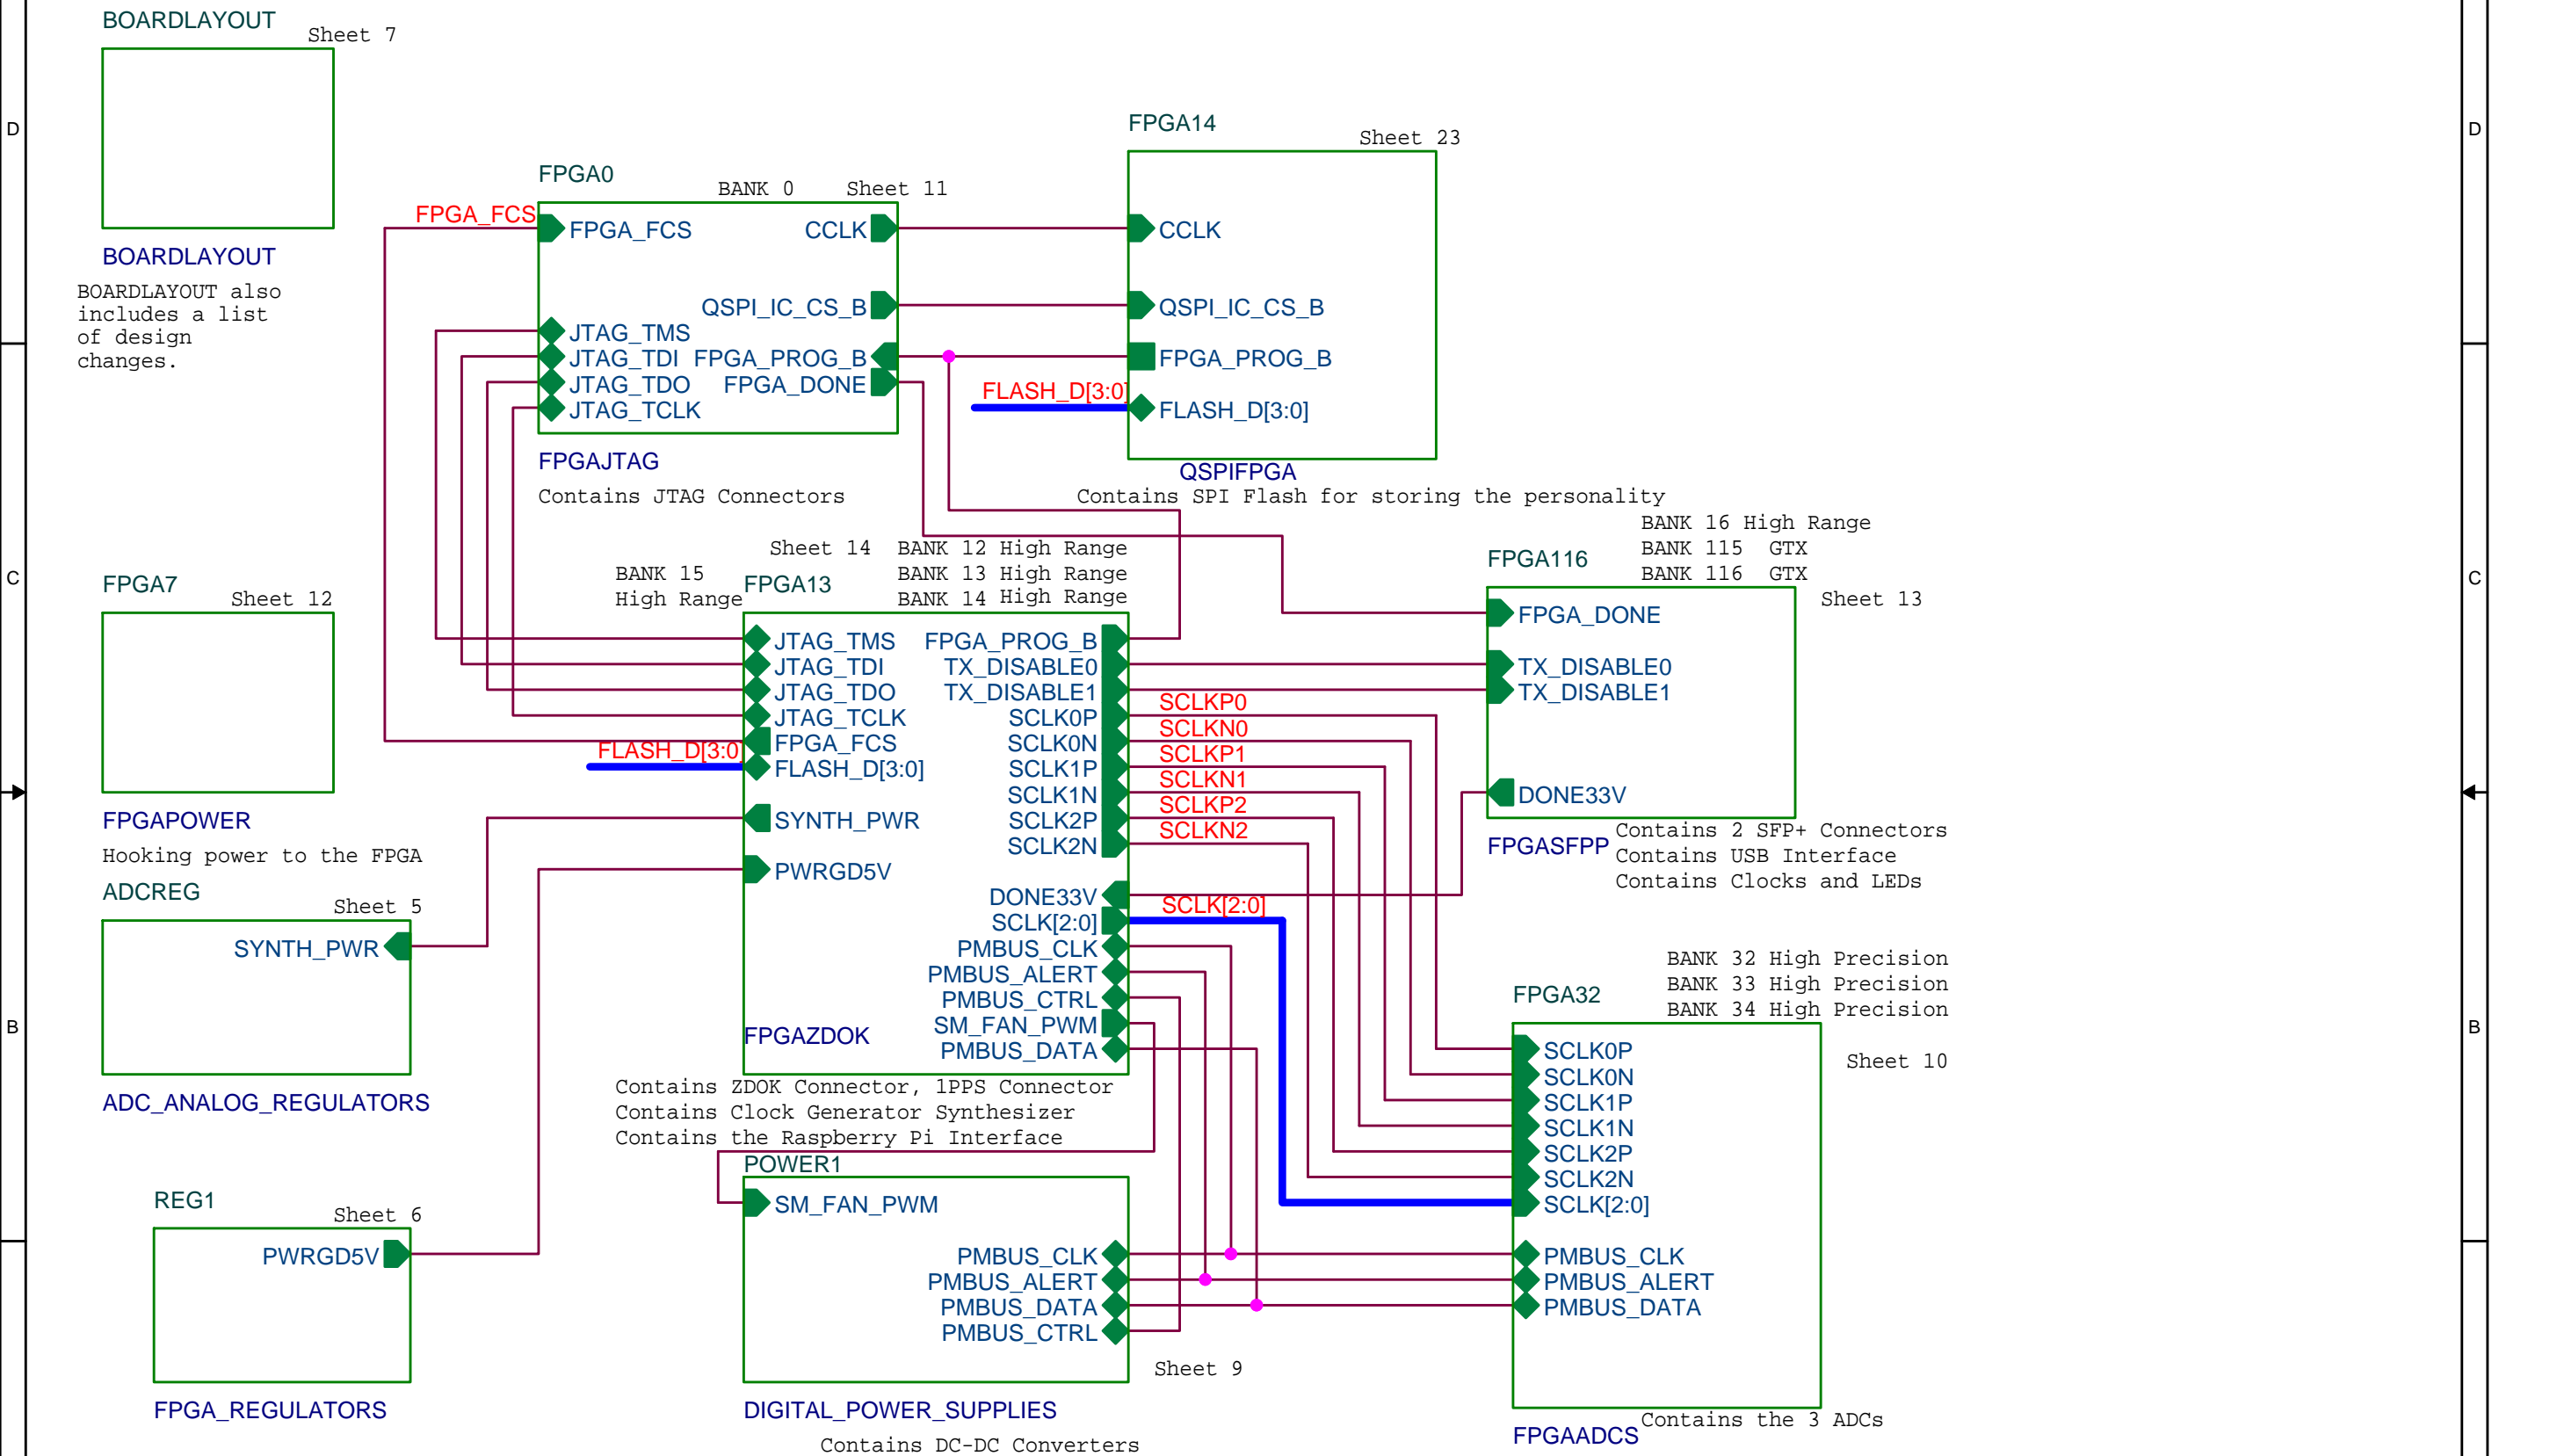 BOARDLAYOUT
Sheet 7
BOARDLAYOUT
BOARDLAYOUT also
includes a list
of design
changes.
D
D
FPGA0
BANK 0
Sheet 11
FPGA_FCS
FPGA_FCS
CCLK
QSPI_IC_CS_B
JTAG_TMS
JTAG_TDI
FPGA_PROG_B
JTAG_TDO
FPGA_DONE
JTAG_TCLK
FPGAJTAG
Contains JTAG Connectors
FPGA14
Sheet 23
CCLK
QSPI_IC_CS_B
FPGA_PROG_B
FLASH_D[3:0]
FLASH_D[3:0]
QSPIFPGA
Contains SPI Flash for storing the personality
C
C
FPGA7
Sheet 12
FPGAPOWER
Hooking power to the FPGA
Sheet 14
BANK 12 High Range
BANK 15
High Range
FPGA13
BANK 13 High Range
BANK 14 High Range
JTAG_TMS
JTAG_TDI
JTAG_TDO
JTAG_TCLK
FPGA_FCS
FLASH_D[3:0]
FLASH_D[3:0]
SYNTH_PWR
PWRGD5V
FPGA_PROG_B
TX_DISABLE0
TX_DISABLE1
SCLK0P
SCLK0N
SCLK1P
SCLK1N
SCLK2P
SCLK2N
DONE33V
SCLK[2:0]
PMBUS_CLK
PMBUS_ALERT
PMBUS_CTRL
SM_FAN_PWM
PMBUS_DATA
SCLKP0
SCLKN0
SCLKP1
SCLKN1
SCLKP2
SCLKN2
SCLK[2:0]
FPGAZDOK
Contains ZDOK Connector, 1PPS Connector
Contains Clock Generator Synthesizer
Contains the Raspberry Pi Interface
BANK 16 High Range
BANK 115 GTX
BANK 116 GTX
FPGA116
Sheet 13
FPGA_DONE
TX_DISABLE0
TX_DISABLE1
DONE33V
FPGASFPP
Contains 2 SFP+ Connectors
Contains USB Interface
Contains Clocks and LEDs
ADCREG
Sheet 5
SYNTH_PWR
ADC_ANALOG_REGULATORS
B
B
REG1
Sheet 6
PWRGD5V
FPGA_REGULATORS
POWER1
SM_FAN_PWM
PMBUS_CLK
PMBUS_ALERT
PMBUS_DATA
PMBUS_CTRL
Sheet 9
DIGITAL_POWER_SUPPLIES
Contains DC-DC Converters
BANK 32 High Precision
BANK 33 High Precision
BANK 34 High Precision
FPGA32
Sheet 10
SCLK0P
SCLK0N
SCLK1P
SCLK1N
SCLK2P
SCLK2N
SCLK[2:0]
PMBUS_CLK
PMBUS_ALERT
PMBUS_DATA
Contains the 3 ADCs
FPGAADCS